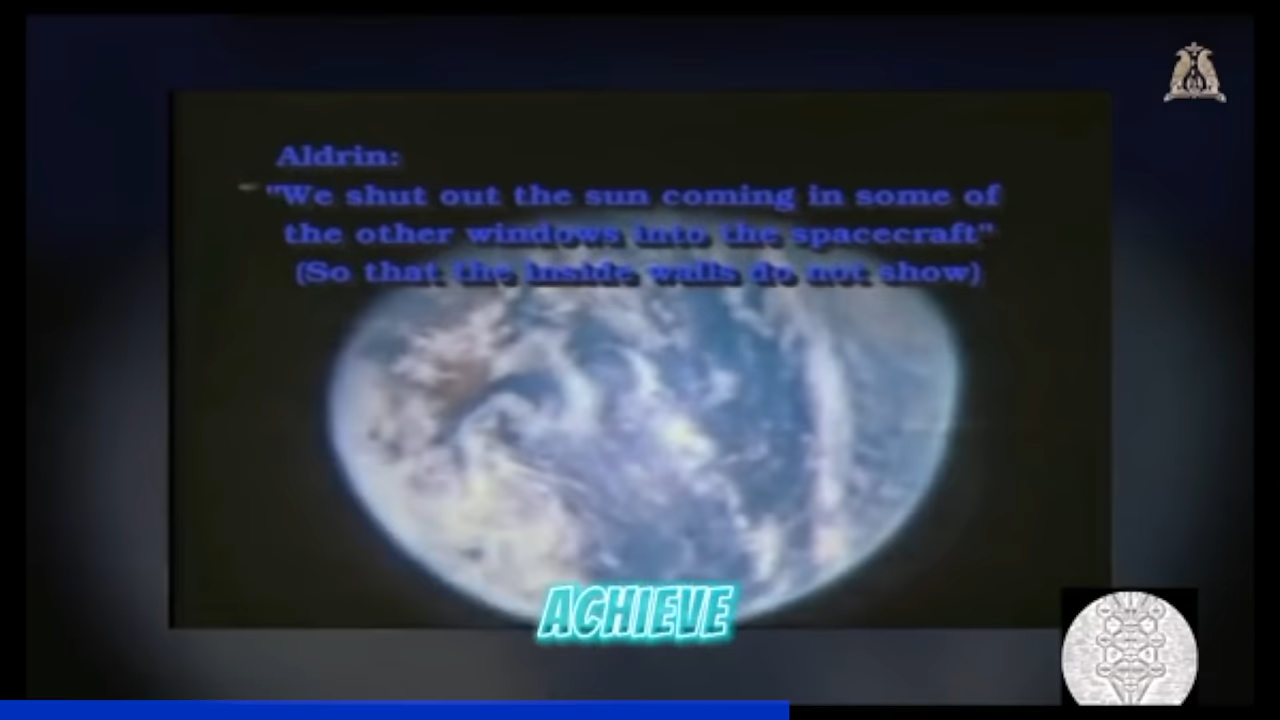 Aldrin:
"We shut out the sun coming in some of
the other windows into the spacecraft"
(So that the inside walls do not show)
ACHIEVE